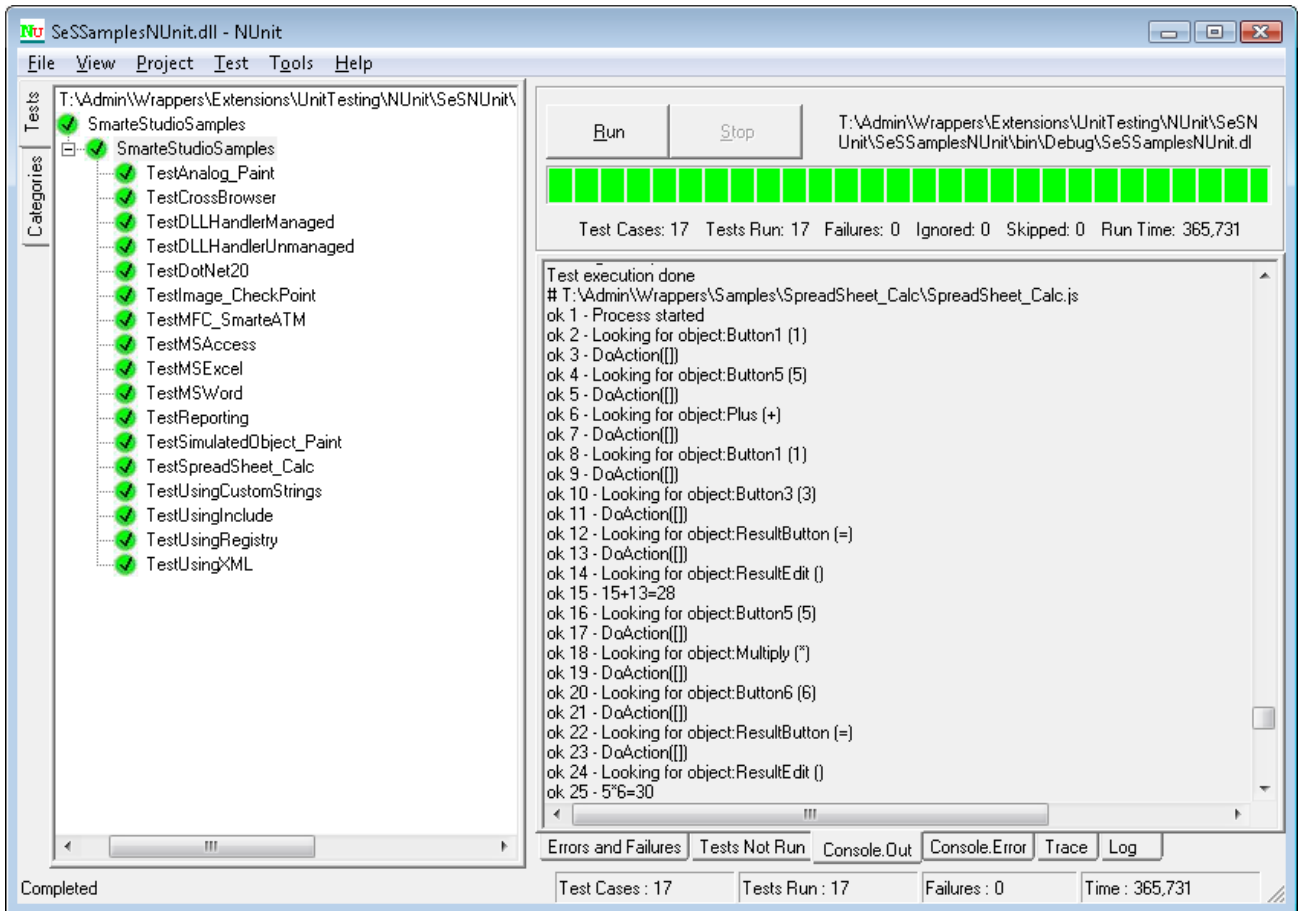 SeSSamplesNUnit.dll - NUnit
File View Project Test Tools Help
Tests
Categories
T:\Admin\Wrappers\Extensions\UnitTesting\NUnit\SeSNUnit\
SmarteStudioSamples
SmarteStudioSamples
TestAnalog_Paint
TestCrossBrowser
TestDLLHandlerManaged
TestDLLHandlerUnmanaged
TestDotNet20
TestImage_CheckPoint
TestMFC_SmarteATM
TestMSAccess
TestMSExcel
TestMSWord
TestReporting
TestSimulatedObject_Paint
TestSpreadSheet_Calc
TestUsingCustomStrings
TestUsingInclude
TestUsingRegistry
TestUsingXML
Run Stop
T:\Admin\Wrappers\Extensions\UnitTesting\NUnit\SeSN
Unit\SeSSamplesNUnit\bin\Debug\SeSSamplesNUnit.dl
Test Cases: 17 Tests Run: 17 Failures: 0 Ignored: 0 Skipped: 0 Run Time: 365,731
Test execution done
# T:\Admin\Wrappers\Samples\SpreadSheet_Calc\SpreadSheet_Calc.js
ok 1 - Process started
ok 2 - Looking for object:Button1 (1)
ok 3 - DoAction([])
ok 4 - Looking for object:Button5 (5)
ok 5 - DoAction([])
ok 6 - Looking for object:Plus (+)
ok 7 - DoAction([])
ok 8 - Looking for object:Button1 (1)
ok 9 - DoAction([])
ok 10 - Looking for object:Button3 (3)
ok 11 - DoAction([])
ok 12 - Looking for object:ResultButton (=)
ok 13 - DoAction([])
ok 14 - Looking for object:ResultEdit ()
ok 15 - 15+13=28
ok 16 - Looking for object:Button5 (5)
ok 17 - DoAction([])
ok 18 - Looking for object:Multiply (*)
ok 19 - DoAction([])
ok 20 - Looking for object:Button6 (6)
ok 21 - DoAction([])
ok 22 - Looking for object:ResultButton (=)
ok 23 - DoAction([])
ok 24 - Looking for object:ResultEdit ()
ok 25 - 5*6=30
Errors and Failures Tests Not Run Console.Out Console.Error Trace Log
Completed Test Cases : 17 Tests Run : 17 Failures : 0 Time : 365,731